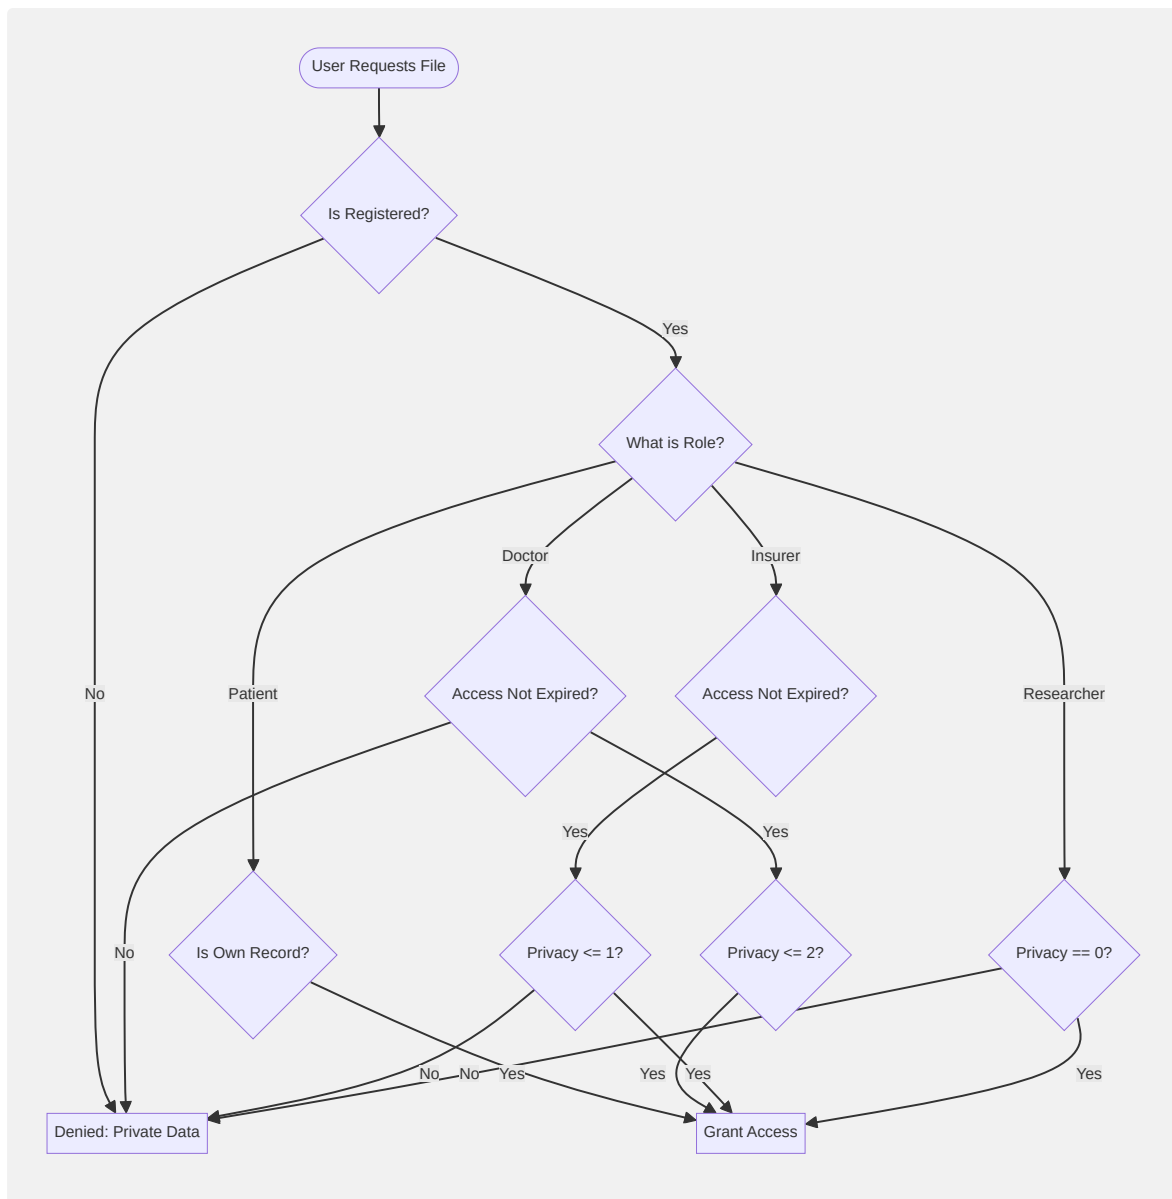 User Requests File
Is Registered?
Yes
What is Role?
Doctor
Insurer
No
Patient
Access Not Expired?
Access Not Expired?
Researcher
Yes
Yes
No
Is Own Record?
Privacy <= 1?
Privacy <= 2?
Privacy == 0?
No
No
Yes
Yes
Yes
Yes
Denied: Private Data
Grant Access